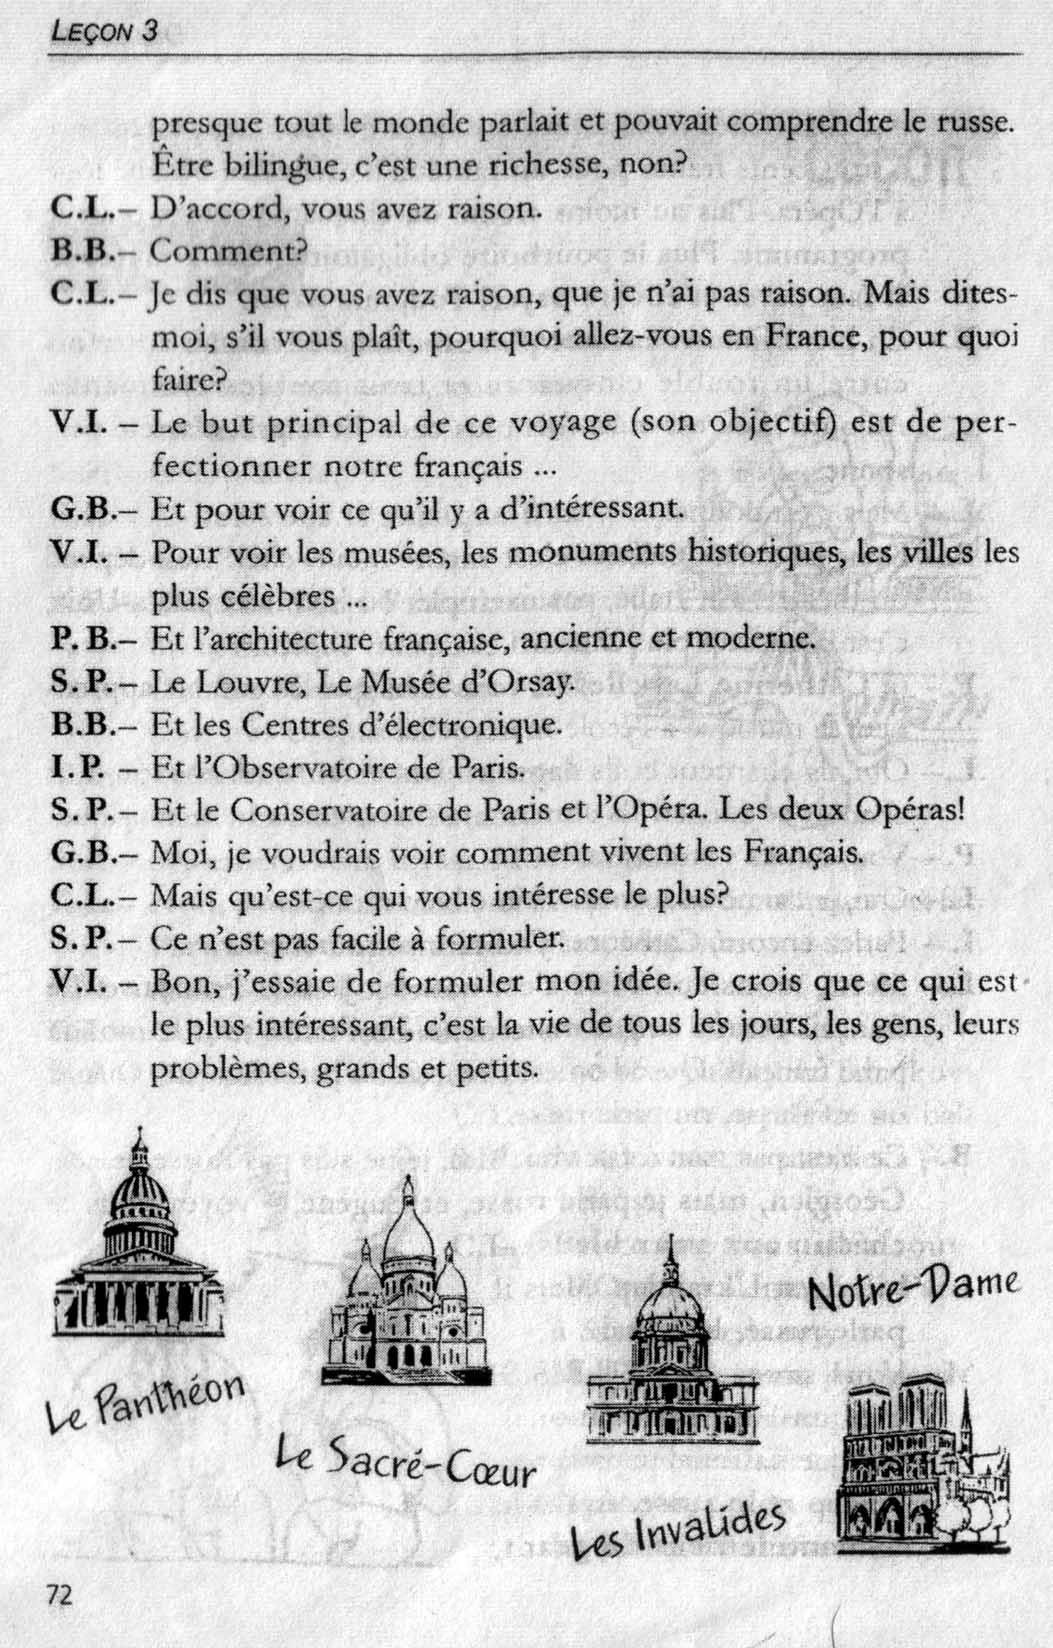 LEÇON 3
presque tout le monde parlait et pouvait comprendre le russe.
Être bilingue, c'est une richesse, non?
C.L.– D'accord, vous avez raison.
B.B.– Comment?
C.L.– Je dis que vous avez raison, que je n'ai pas raison. Mais dites-
moi, s'il vous plaît, pourquoi allez-vous en France, pour quoi
faire?
V.I. – Le but principal de ce voyage (son objectif) est de per-
fectionner notre français ...
G.B.– Et pour voir ce qu'il y a d'intéressant.
V.I. – Pour voir les musées, les monuments historiques, les villes les
plus célèbres ...
P. B.– Et l'architecture française, ancienne et moderne.
S. P.– Le Louvre, Le Musée d'Orsay.
B.B.– Et les Centres d'électronique.
I. P. – Et l'Observatoire de Paris.
S. P.– Et le Conservatoire de Paris et l'Opéra. Les deux Opéras!
G.B.– Moi, je voudrais voir comment vivent les Français.
C.L.– Mais qu'est-ce qui vous intéresse le plus?
S. P.– Ce n'est pas facile à formuler.
V.I. – Bon, j'essaie de formuler mon idée. Je crois que ce qui est
le plus intéressant, c'est la vie de tous les jours, les gens, leurs
problèmes, grands et petits.
Notre-Dame
Le Panthéon
Le Sacré-Cœur
Les Invalides
72